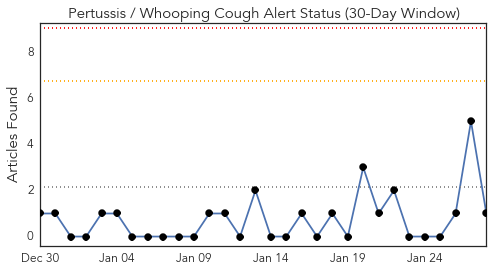 Pertussis / Whooping Cough Alert Status (30-Day Window)
Articles Found
8
6
4
2
0
Dec 30 Jan 04 Jan 09 Jan 14 Jan 19 Jan 24